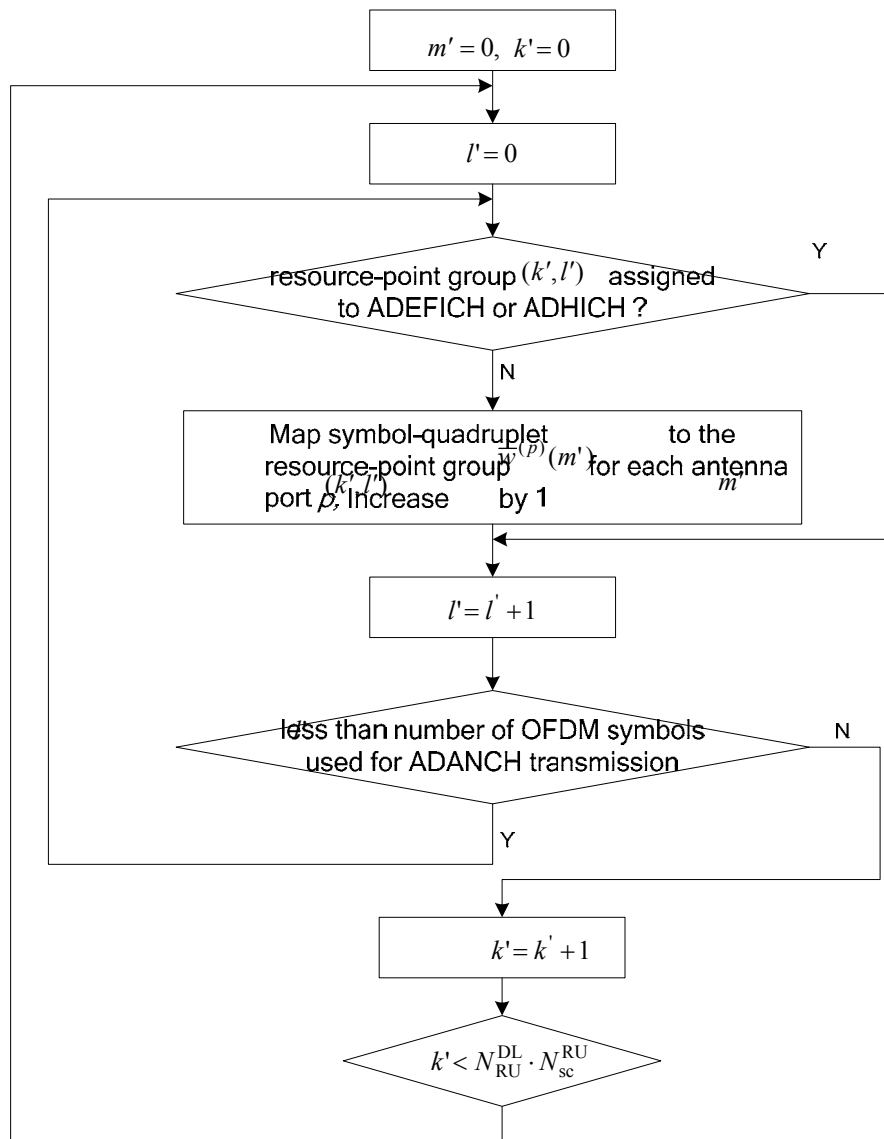 m' = 0, k' = 0
l' = 0
Y
resource-point group (k', l') assigned
to ADEFICH or ADHICH ?
N
Map symbol-quadruplet to the
resource-point group w̅^(p)(m') for each antenna
port p, (k', l') Increase m' by 1
l' = l' + 1
less than number of OFDM symbols
used for ADANCH transmission
N
Y
k' = k' + 1
k' < N_RU^DL · N_sc^RU